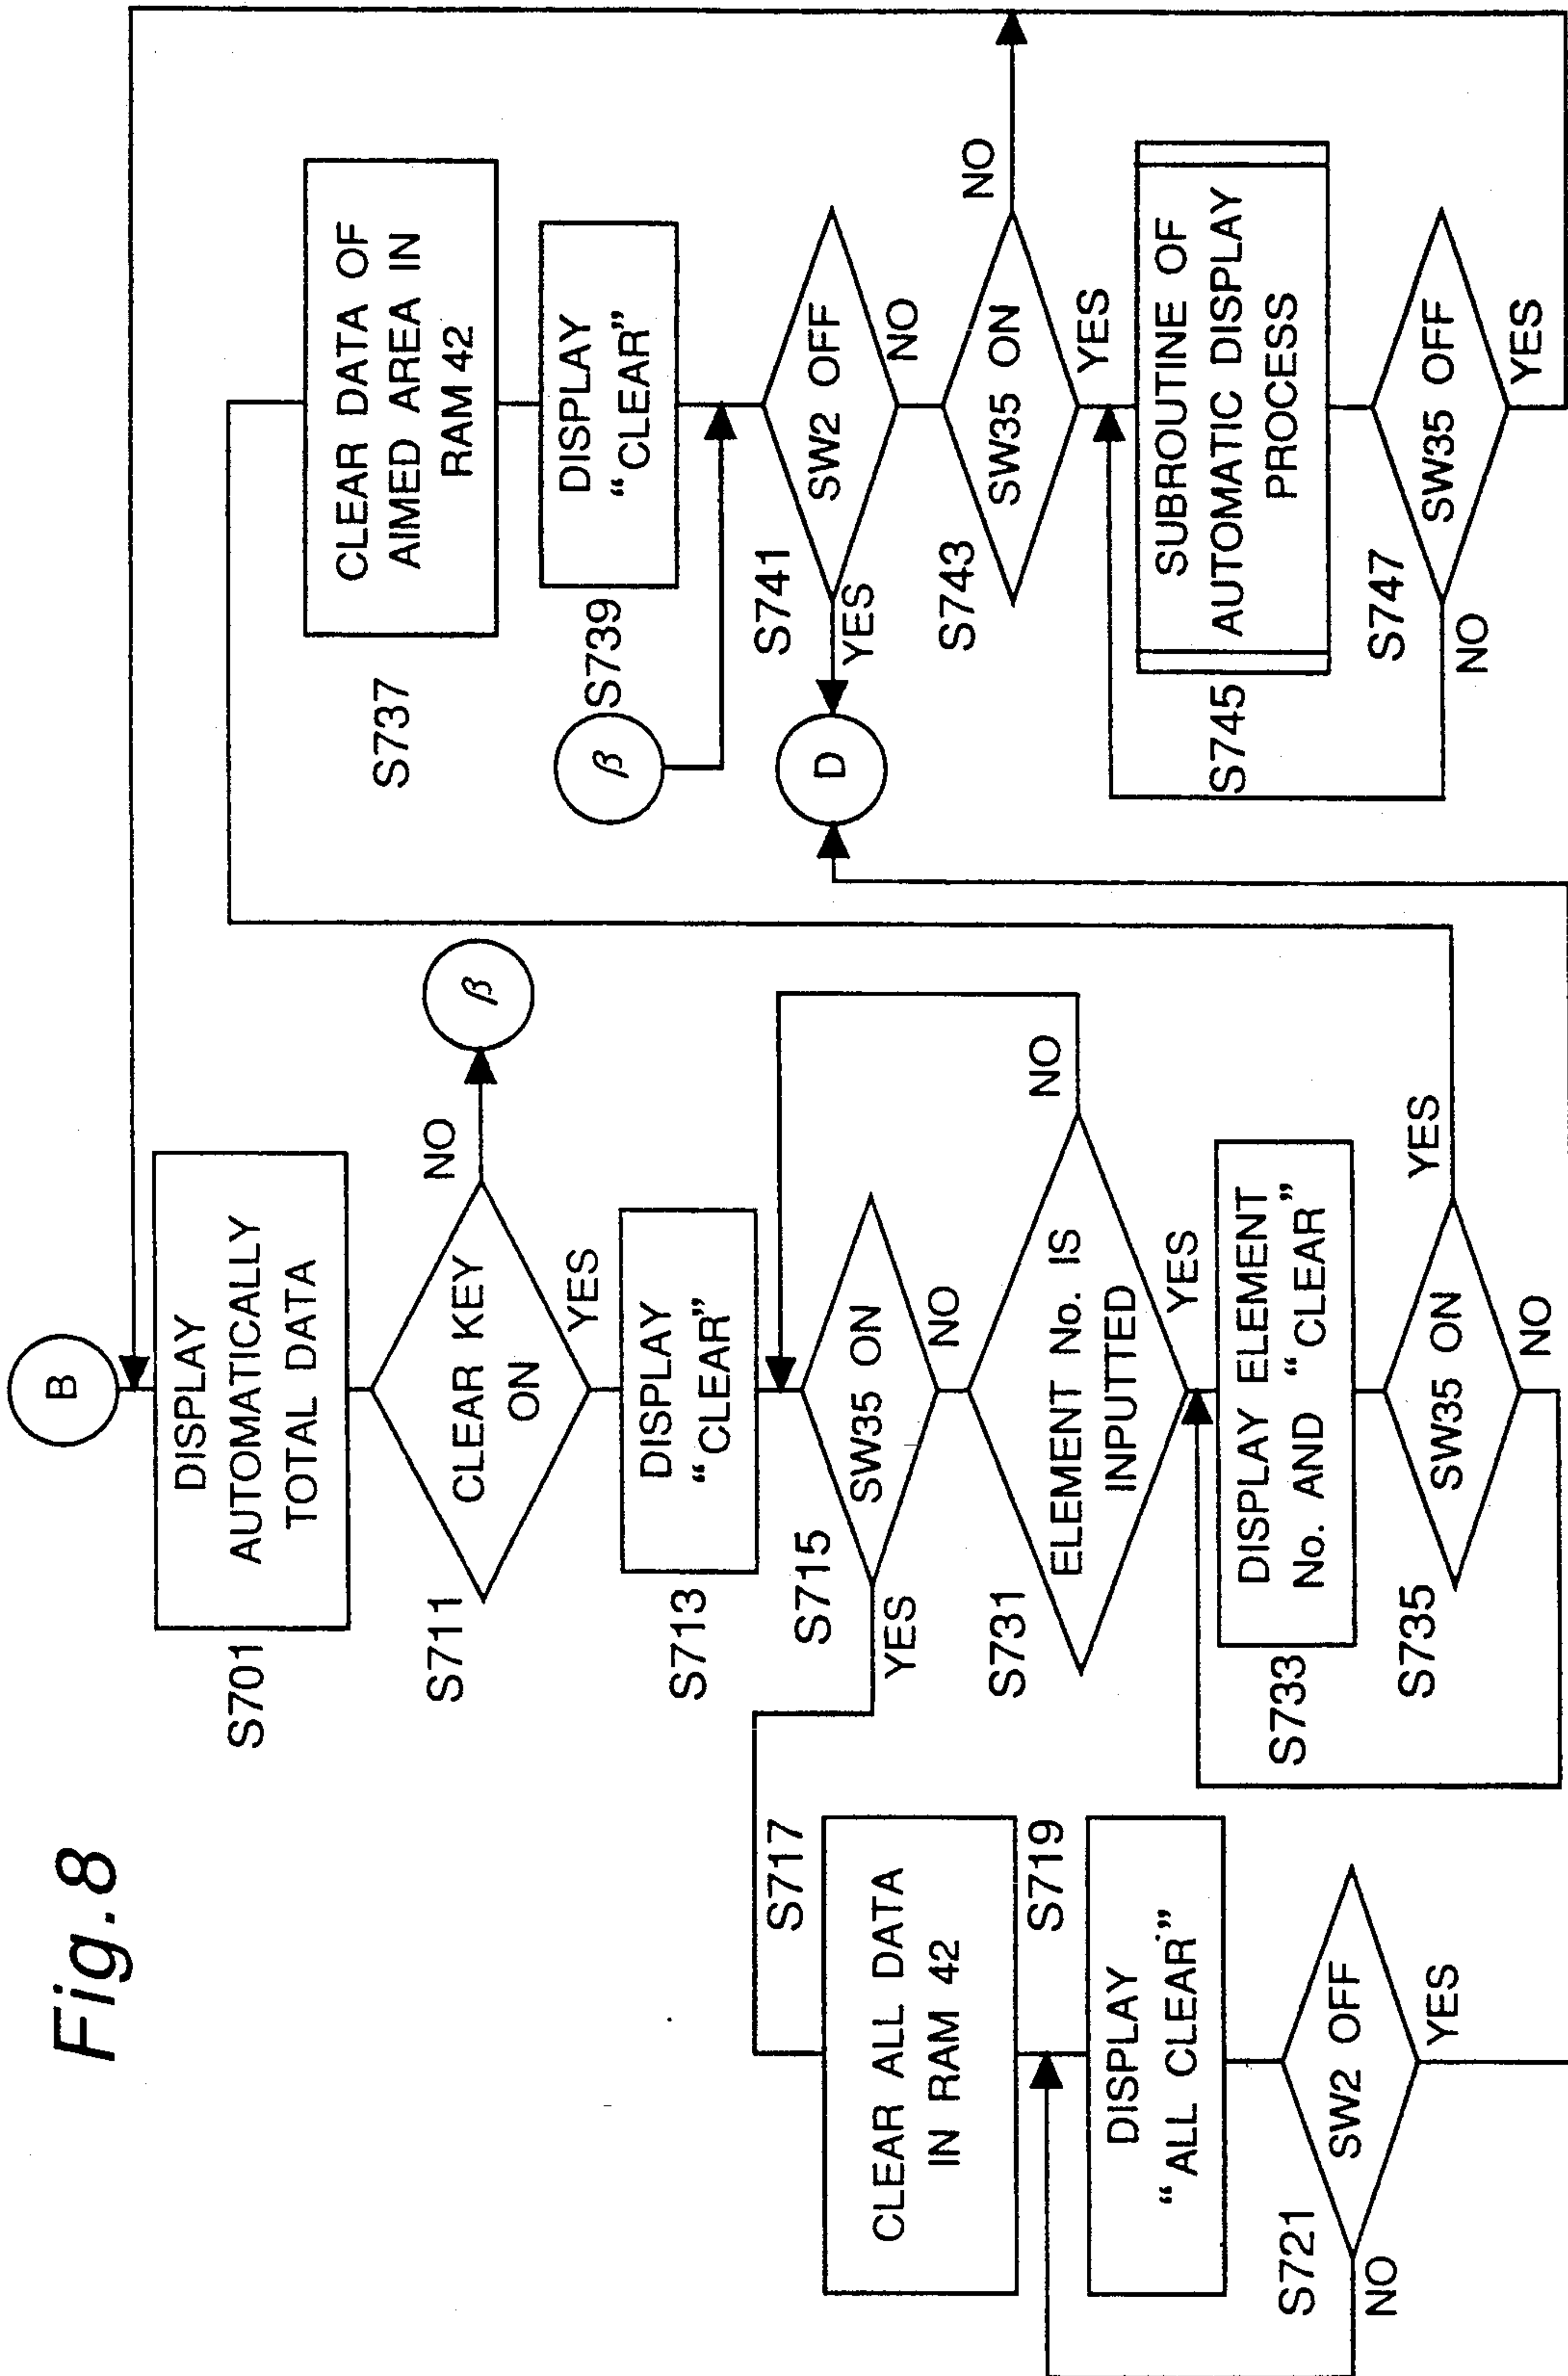 Fig.8
B
DISPLAY
AUTOMATICALLY
TOTAL DATA
S701
CLEAR KEY
ON
S711
NO
β
YES
DISPLAY
“CLEAR”
S713
SW35 ON
S715
YES
NO
S717
CLEAR ALL DATA
IN RAM 42
S719
DISPLAY
“ALL CLEAR”
SW2 OFF
S721
NO
YES
ELEMENT No. IS
INPUTTED
S731
NO
YES
DISPLAY ELEMENT
No. AND “CLEAR”
S733
SW35 ON
S735
YES
NO
CLEAR DATA OF
AIMED AREA IN
RAM 42
S737
DISPLAY
“CLEAR”
S739
β
SW2 OFF
S741
YES
NO
D
SW35 ON
S743
NO
YES
SUBROUTINE OF
AUTOMATIC DISPLAY
PROCESS
S745
SW35 OFF
S747
NO
YES